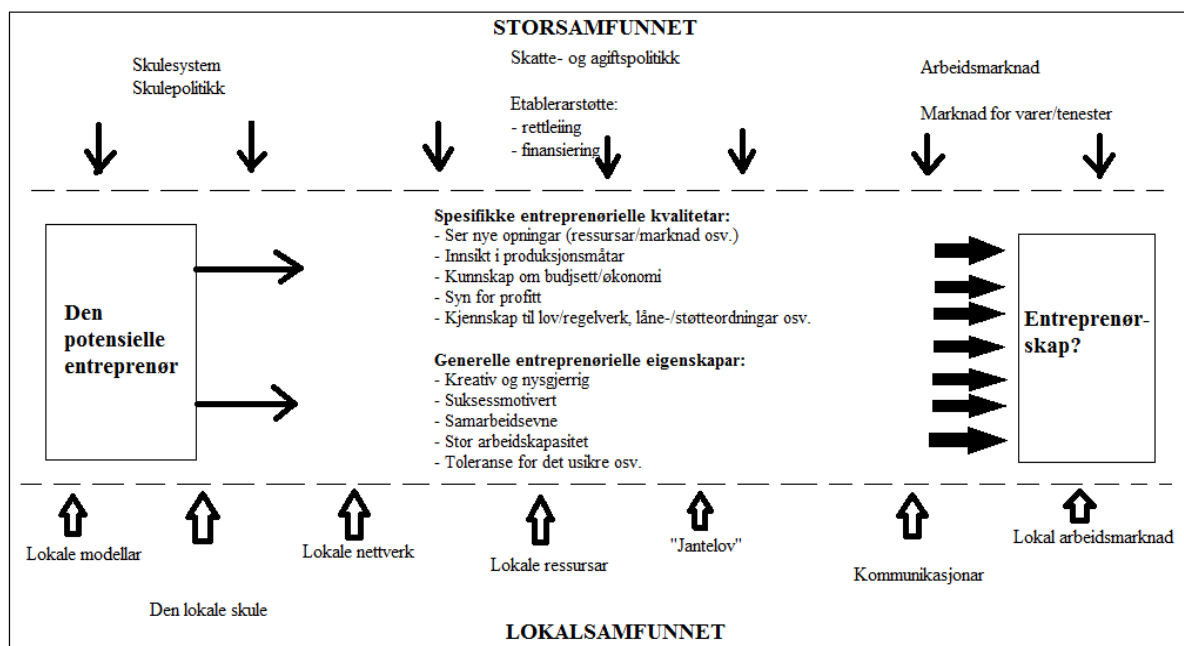 STORSAMFUNNET
Skulesystem
Skulepolitikk
Skatte- og agiftspolitikk
Etablerarstøtte:
- rettleiing
- finansiering
Arbeidsmarknad
Marknad for varer/tenester
Den
potensielle
entreprenør
Spesifikke entreprenørielle kvalitetar:
- Ser nye opningar (ressursar/marknad osv.)
- Innsikt i produksjonsmåtar
- Kunnskap om budsjett/økonomi
- Syn for profitt
- Kjennskap til lov/regelverk, låne-/støtteordningar osv.
Generelle entreprenørielle eigenskapar:
- Kreativ og nysgjerrig
- Suksessmotivert
- Samarbeidsevne
- Stor arbeidskapasitet
- Toleranse for det usikre osv.
Entreprenør-
skap?
Lokale modellar
Den lokale skule
Lokale nettverk
Lokale ressursar
"Jantelov"
Kommunikasjonar
Lokal arbeidsmarknad
LOKALSAMFUNNET